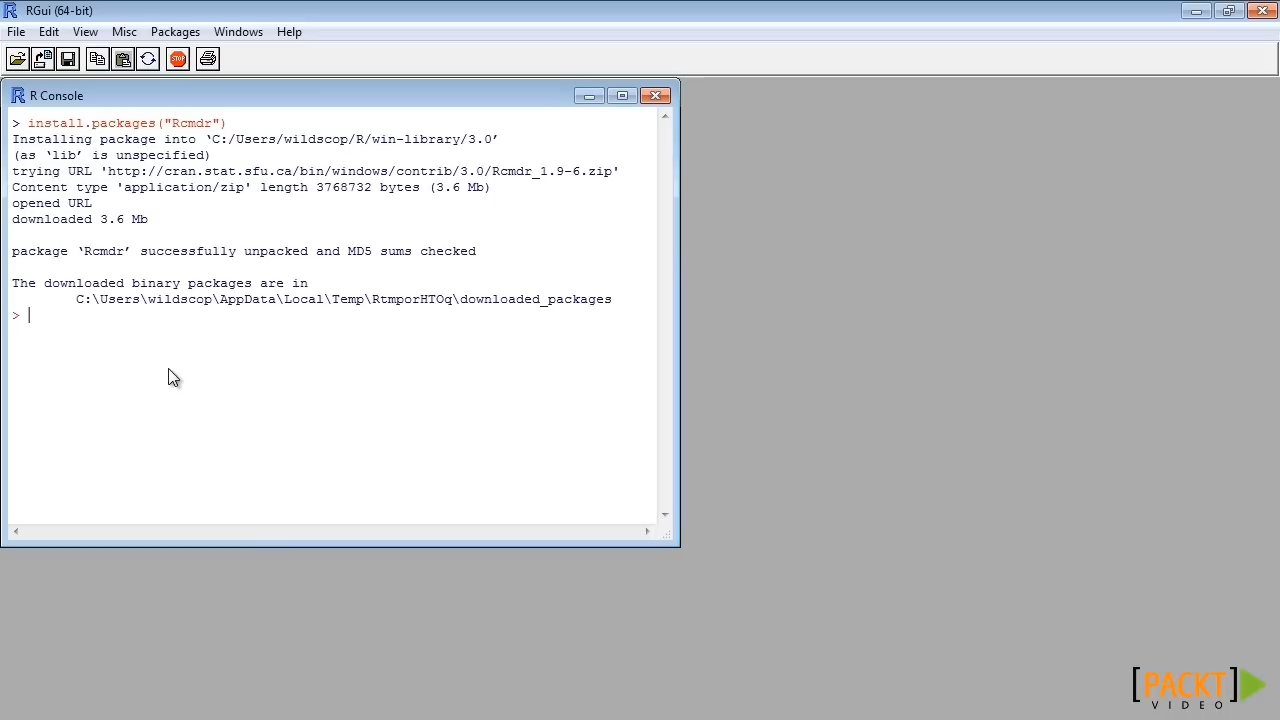 RGui (64-bit)
File Edit View Misc Packages Windows Help
STOP
R Console
> install.packages("Rcmdr")
Installing package into ‘C:/Users/wildscop/R/win-library/3.0’
(as ‘lib’ is unspecified)
trying URL 'http://cran.stat.sfu.ca/bin/windows/contrib/3.0/Rcmdr_1.9-6.zip'
Content type 'application/zip' length 3768732 bytes (3.6 Mb)
opened URL
downloaded 3.6 Mb
package ‘Rcmdr’ successfully unpacked and MD5 sums checked
The downloaded binary packages are in
C:\Users\wildscop\AppData\Local\Temp\RtmporHTOq\downloaded_packages
>
[PACKT]
VIDEO